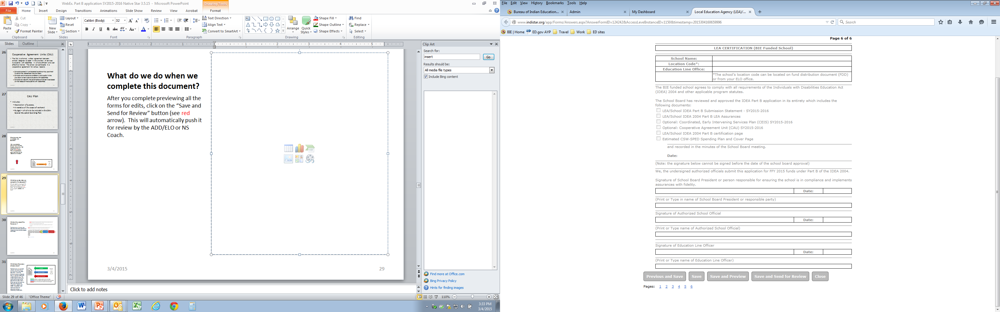 WebEx. Part B application SY2015-2016 Native Star 3.5.15 - Microsoft PowerPoint
Drawing Tools
File Home Insert Design Transitions Animations Slide Show Review View Acrobat Format
Paste
Cut
Copy
Format Painter
Clipboard
New Slide
Layout
Reset
Section
Slides
Calibri (Body) 32
Font
Paragraph
Text Direction
Align Text
Convert to SmartArt
Arrange
Quick Styles
Shape Fill
Shape Outline
Shape Effects
Drawing
Find
Replace
Select
Editing
Slides Outline
26
Cooperative Agreement Units (CAU)
27
CAU Plan
28
29
30
31
What do we do when we
complete this document?
After you complete previewing all the
forms for edits, click on the “Save and
Send for Review” button (see red
arrow). This will automatically push it
for review by the ADD/ELO or NS
Coach.
3/4/2015
29
Click to add notes
Clip Art
Search for:
insert
Go
Results should be:
All media file types
Include Bing content
Find more at Office.com
Bing Privacy Policy
Hints for finding images
Slide 29 of 46 "Office Theme"
110%
3:33 PM
3/4/2015
File Edit View History Bookmarks Tools Help
Bureau of Indian Education...
Admin
My Dashboard
Local Education Agency (LEA)/...
www.indistar.org/app/Forms/Answers.aspx?AnswerFormID=124242&AccessLevelInstanceID=1150&timestamp=2015304160659996
Search
BIE | Home ED.gov AYP Travel Work ED sites
Page 6 of 6
LEA CERTIFICATION (BIE Funded School)
School Name:
Location Code*:
Education Line Office:
*The school's location code can be located on fund distribution document (FDD)
or from your ELO office.
The BIE funded school agrees to comply with all requirements of the Individuals with Disabilities Education Act
(IDEA) 2004 and other applicable program statutes.
The School Board has reviewed and approved the IDEA Part B application in its entirety which includes the
following documents:
LEA/School IDEA Part B Submission Statement - SY2015-2016
LEA/School IDEA 2004 Part B LEA Assurances
Optional: Coordinated, Early Intervening Services Plan (CEIS) SY2015-2016
Optional: Cooperative Agreement Unit (CAU) SY2015-2016
LEA/School IDEA 2004 Part B certification page
Estimated CSW-SPED Spending Plan and Cover Page
and recorded in the minutes of the School Board meeting.
Date:
(Note: the signature below cannot be signed before the date of the school board approval)
We, the undersigned authorized officials submit this application for FFY 2015 funds under Part B of the IDEA 2004.
Signature of School Board President or person responsible for ensuring the school is in compliance and implements
assurances with fidelity.
Date:
(Print or Type in name of School Board President or responsible party)
Signature of Authorized School Official
Date:
(Print or Type name of Authorized School Official)
Signature of Education Line Officer
Date:
(Print or Type name of Education Line Officer)
Previous and Save
Save
Save and Preview
Save and Send for Review
Close
Pages: 1 2 3 4 5 6